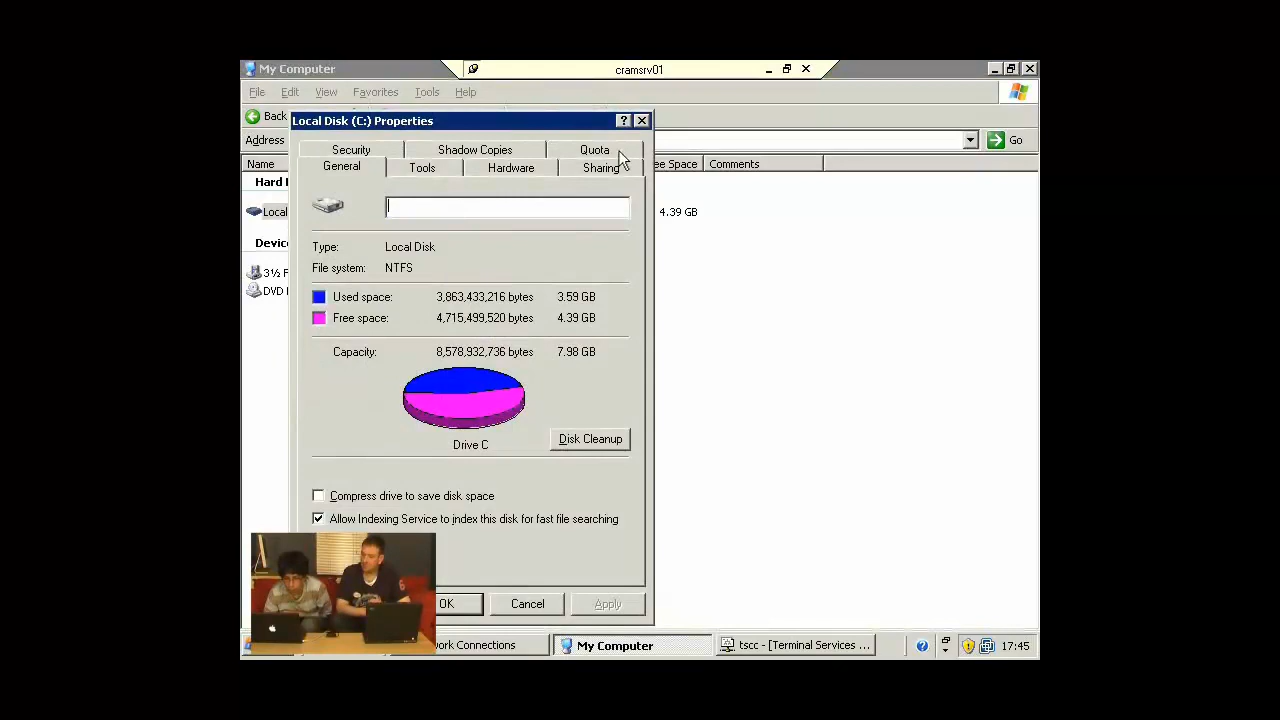 My Computer
cramsrv01
File Edit View Favorites Tools Help
Back
Local Disk (C:) Properties
Address
Go
Security Shadow Copies Quota
General Tools Hardware Sharing
Name
ee Space Comments
Hard
Local
4.39 GB
Type: Local Disk
Device
File system: NTFS
3½ F
DVD
Used space: 3,863,433,216 bytes 3.59 GB
Free space: 4,715,499,520 bytes 4.39 GB
Capacity: 8,578,932,736 bytes 7.98 GB
Drive C
Disk Cleanup
Compress drive to save disk space
Allow Indexing Service to index this disk for fast file searching
OK Cancel Apply
work Connections
My Computer
tscc - [Terminal Services ...
17:45